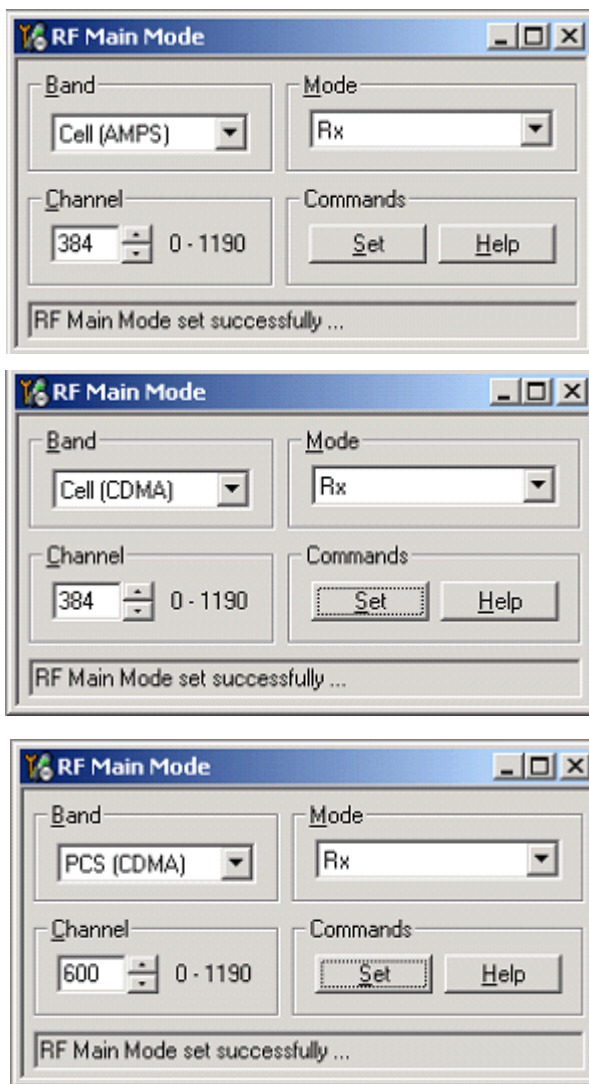 RF Main Mode
Band
Mode
Cell (AMPS)
Rx
Channel
Commands
384
0 - 1190
Set
Help
RF Main Mode set successfully ...
RF Main Mode
Band
Mode
Cell (CDMA)
Rx
Channel
Commands
384
0 - 1190
Set
Help
RF Main Mode set successfully ...
RF Main Mode
Band
Mode
PCS (CDMA)
Rx
Channel
Commands
600
0 - 1190
Set
Help
RF Main Mode set successfully ...